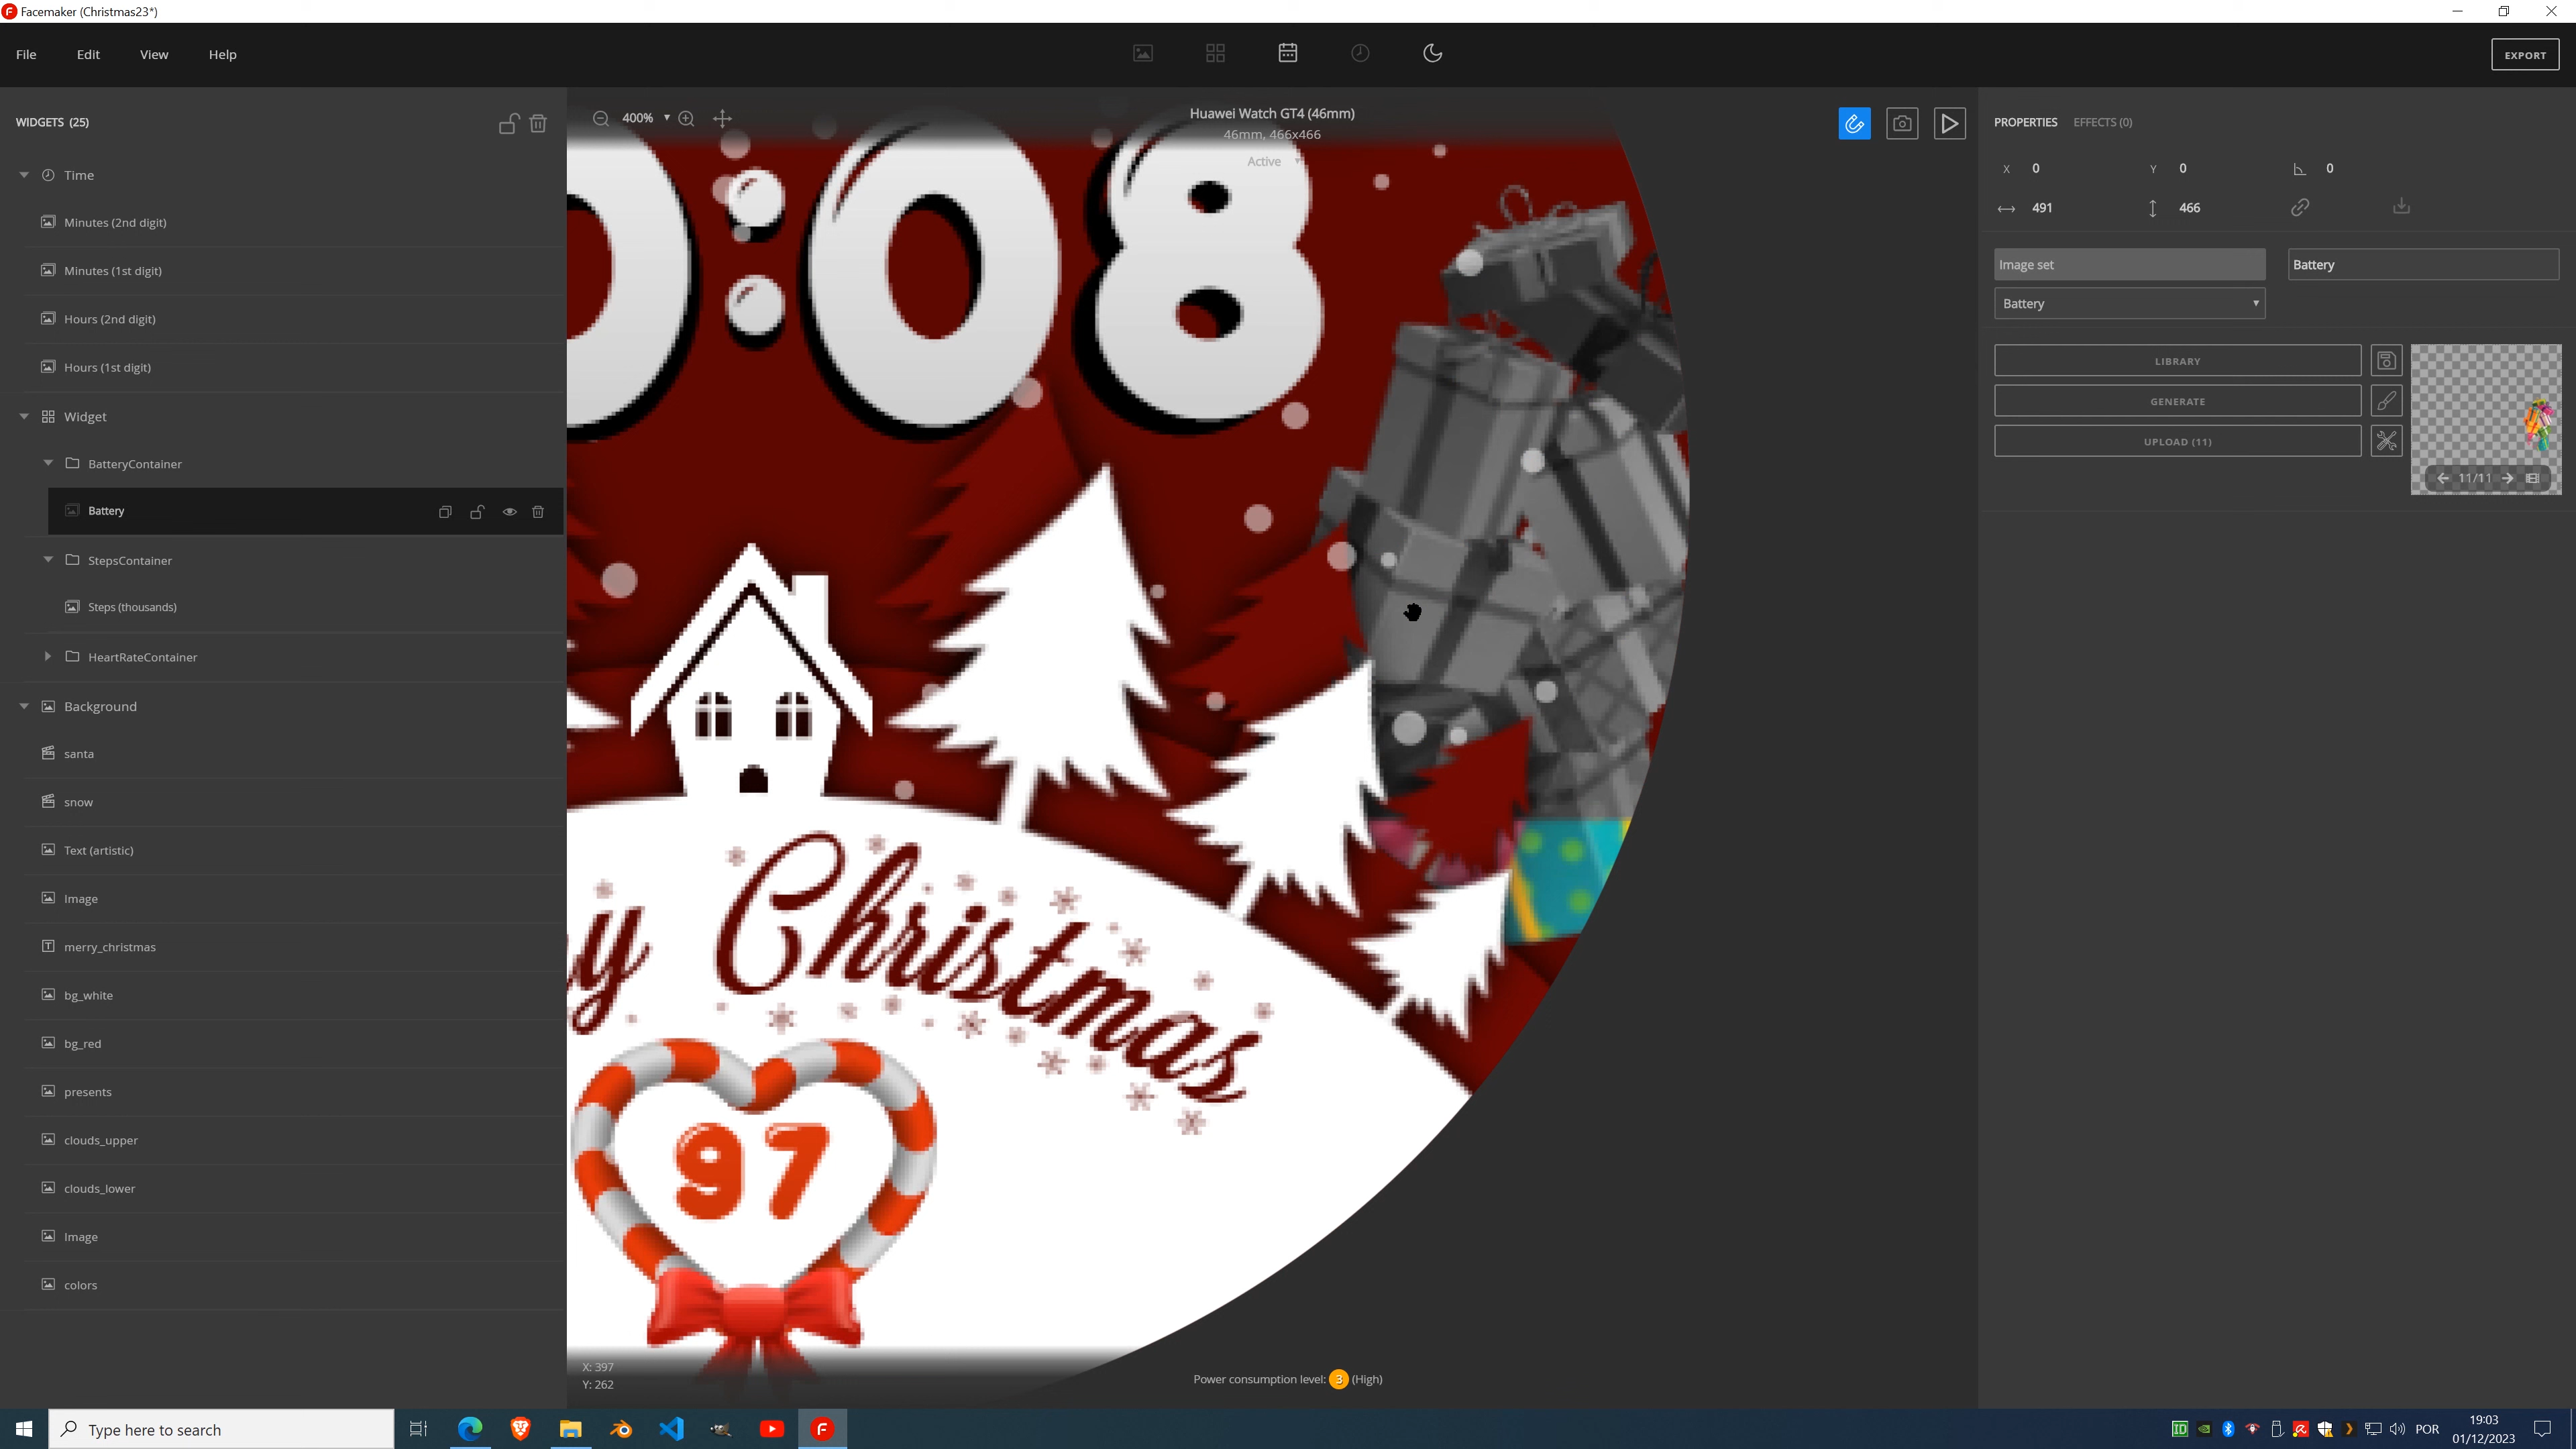 Facemaker (Christmas23*)
File Edit View Help
EXPORT
WIDGETS (25)
Time
Minutes (2nd digit)
Minutes (1st digit)
Hours (2nd digit)
Hours (1st digit)
Widget
BatteryContainer
Battery
StepsContainer
Steps (thousands)
HeartRateContainer
Background
santa
snow
Text (artistic)
Image
merry_christmas
bg_white
bg_red
presents
clouds_upper
clouds_lower
Image
colors
400%
Huawei Watch GT4 (46mm)
46mm, 466x466
Active
0:08
y Christmas
97
X: 397
Y: 262
Power consumption level: 3 (High)
PROPERTIES EFFECTS (0)
X 0 Y 0 0
491 466
Image set Battery
Battery
LIBRARY
GENERATE
UPLOAD (11)
11/11
Type here to search
ID
POR
19:03
01/12/2023